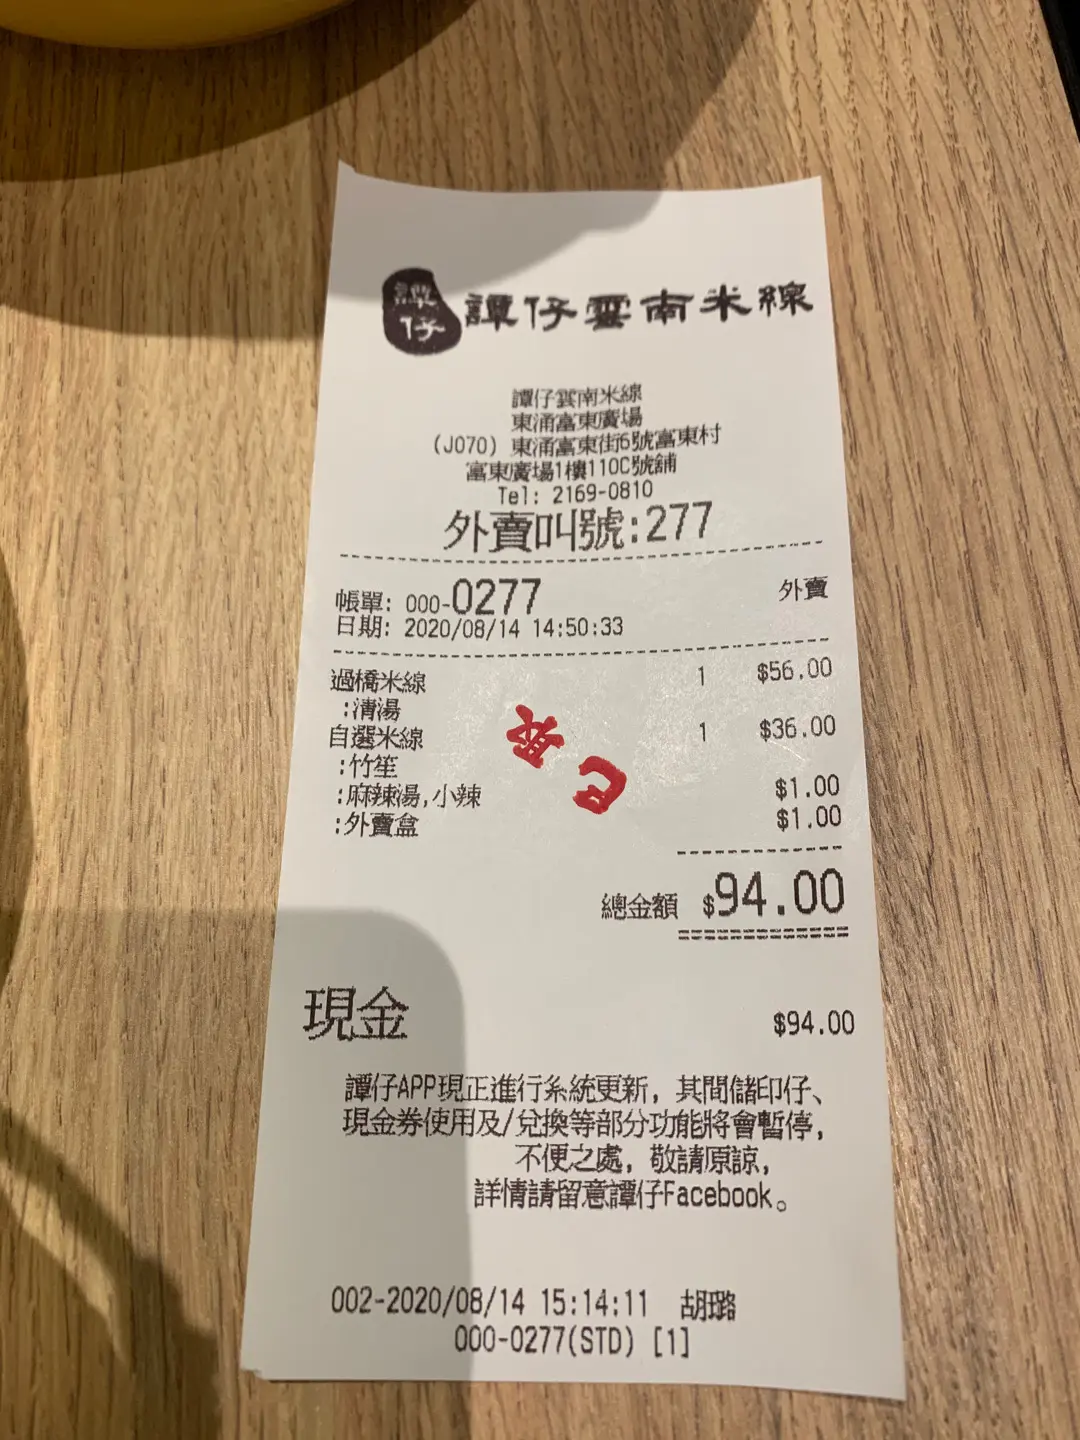 譚仔
譚仔雲南米線
譚仔雲南米線
東涌富東廣場
(J070) 東涌富東街6號富東村
富東廣場1樓110C號舖
Tel: 2169-0810
外賣叫號:277
帳單: 000-0277 外賣
日期: 2020/08/14 14:50:33
過橋米線 1 $56.00
:清湯
自選米線 1 $36.00
:竹笙
:麻辣湯,小辣 $1.00
:外賣盒 $1.00
總金額 $94.00
現金 $94.00
譚仔APP現正進行系統更新, 其間儲印仔、
現金券使用及/兌換等部分功能將會暫停,
不便之處, 敬請原諒,
詳情請留意譚仔Facebook。
002-2020/08/14 15:14:11 胡璐
000-0277(STD) [1]